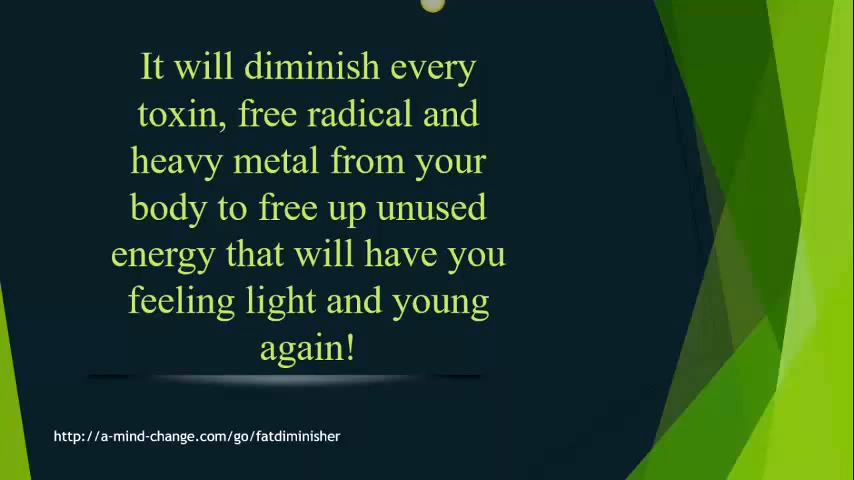 It will diminish every
toxin, free radical and
heavy metal from your
body to free up unused
energy that will have you
feeling light and young
again!
http://a-mind-change.com/go/fatdiminisher